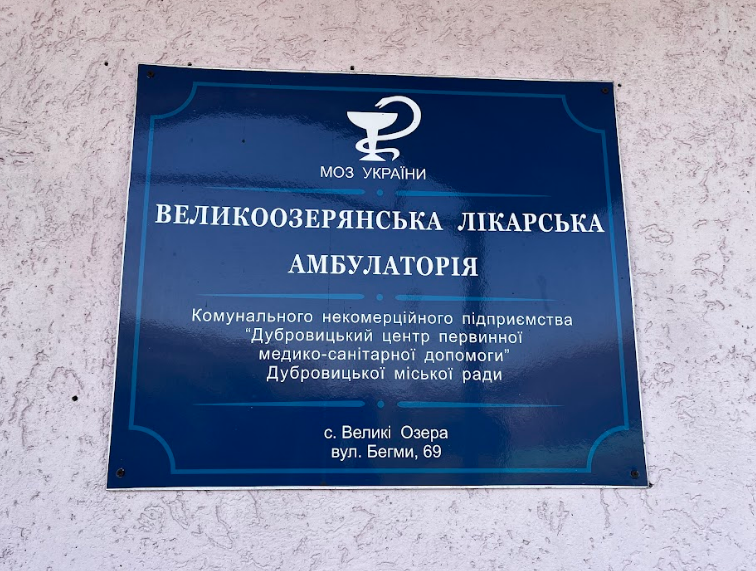 МОЗ УКРАЇНИ
ВЕЛИКООЗЕРЯНСЬКА ЛІКАРСЬКА
АМБУЛАТОРІЯ
Комунального некомерційного підприємства
“Дубровицький центр первинної
медико-санітарної допомоги”
Дубровицької міської ради
с. Великі Озера
вул. Бегми, 69